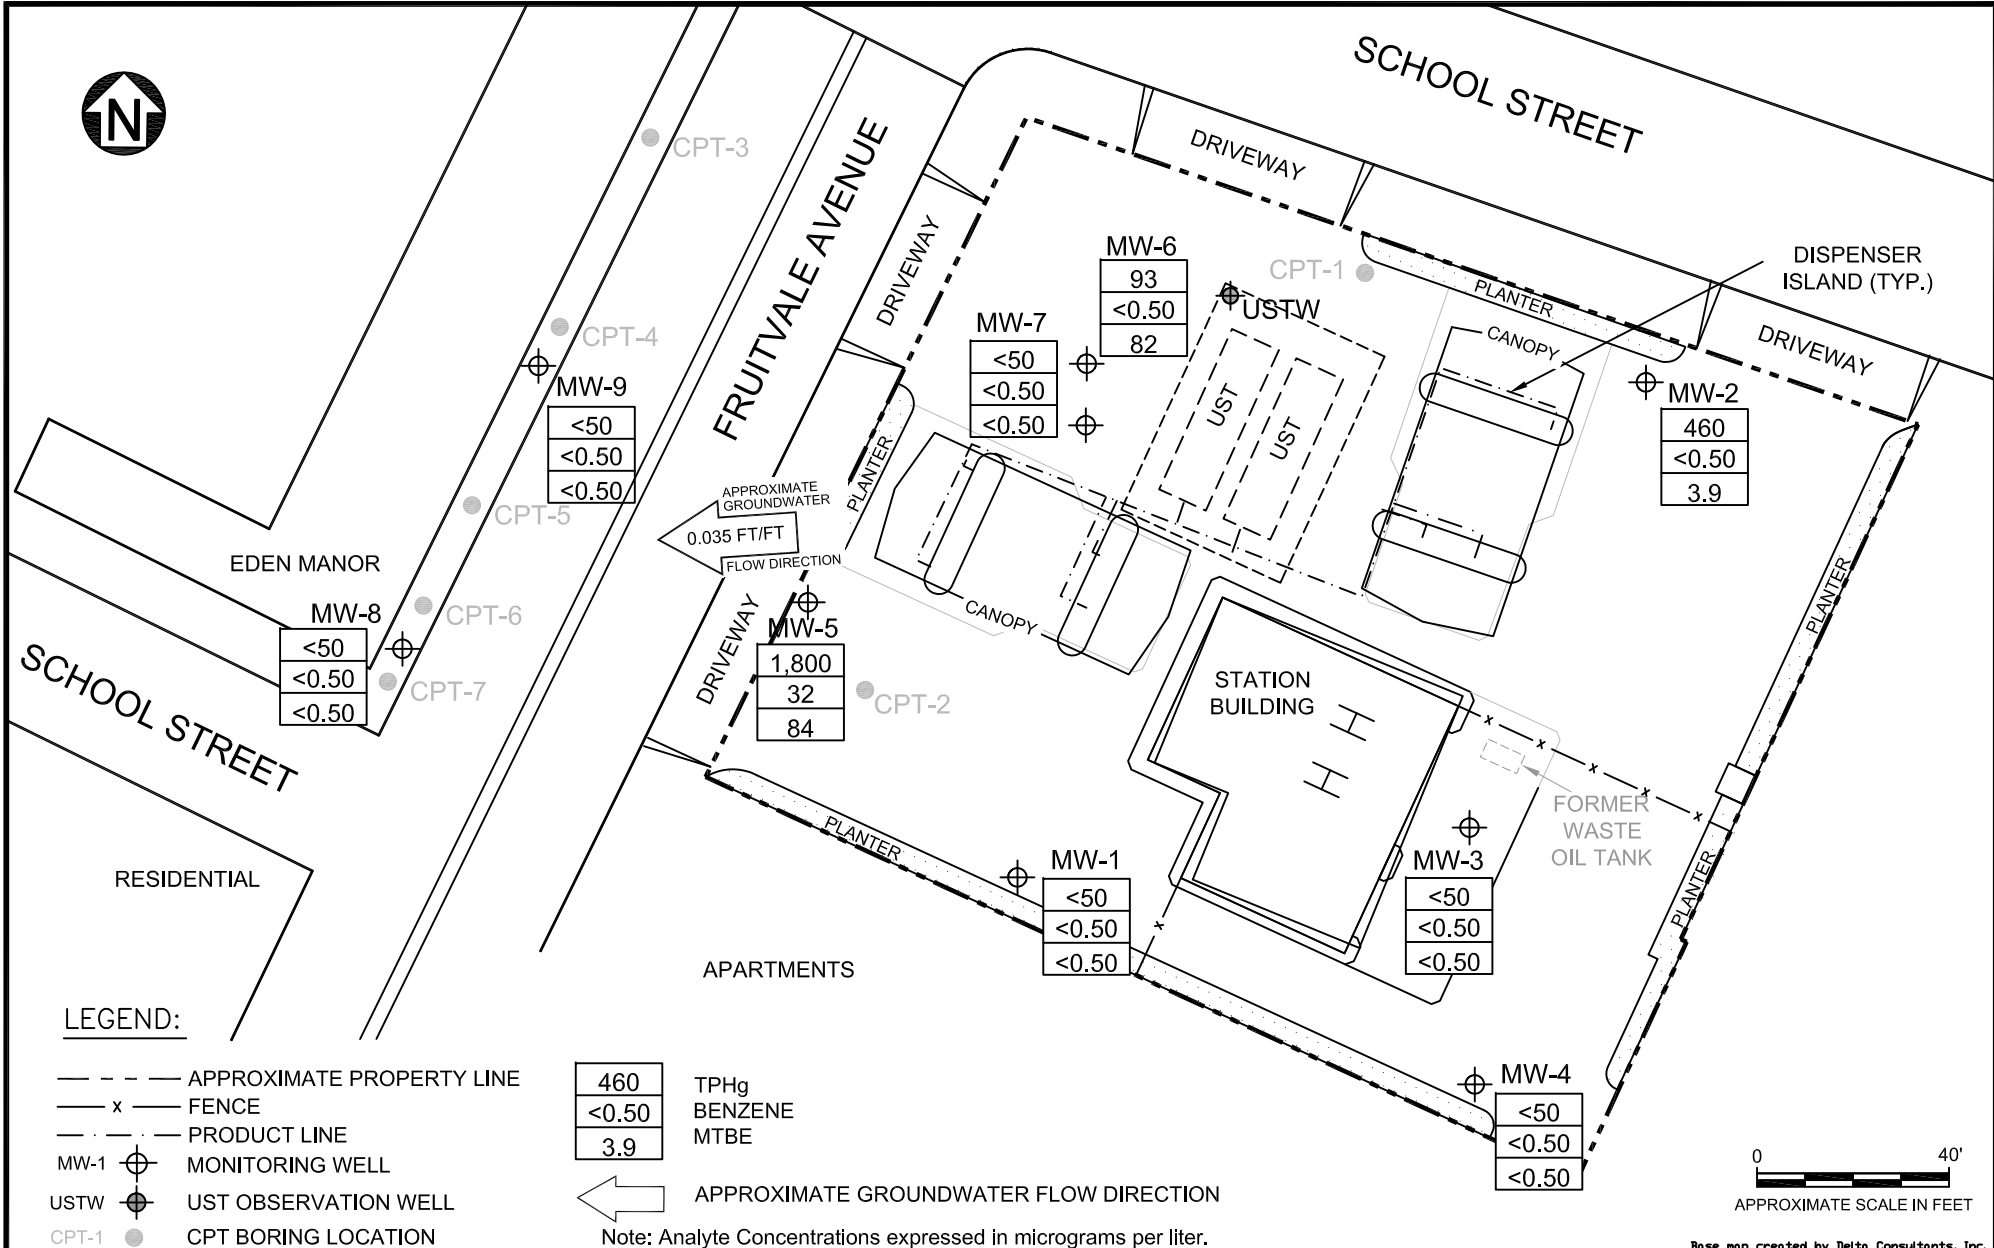 N
SCHOOL STREET
CPT-3
FRUITVALE AVENUE
DRIVEWAY
DRIVEWAY
MW-6
93
<0.50
82
CPT-1
USTW
PLANTER
DISPENSER
ISLAND (TYP.)
CANOPY
DRIVEWAY
MW-7
<50
<0.50
<0.50
CPT-4
MW-9
<50
<0.50
<0.50
UST
UST
MW-2
460
<0.50
3.9
PLANTER
CPT-5
APPROXIMATE
GROUNDWATER
0.035 FT/FT
FLOW DIRECTION
EDEN MANOR
CPT-6
MW-8
<50
<0.50
<0.50
CPT-7
SCHOOL STREET
DRIVEWAY
MW-5
1,800
32
84
CPT-2
CANOPY
PLANTER
STATION
BUILDING
FORMER
WASTE
OIL TANK
PLANTER
PLANTER
RESIDENTIAL
MW-1
<50
<0.50
<0.50
MW-3
<50
<0.50
<0.50
APARTMENTS
MW-4
<50
<0.50
<0.50
LEGEND:
APPROXIMATE PROPERTY LINE
x FENCE
PRODUCT LINE
MW-1 MONITORING WELL
USTW UST OBSERVATION WELL
CPT-1 CPT BORING LOCATION
460 TPHg
<0.50 BENZENE
3.9 MTBE
APPROXIMATE GROUNDWATER FLOW DIRECTION
Note: Analyte Concentrations expressed in micrograms per liter.
0 40'
APPROXIMATE SCALE IN FEET
Base map created by Delta Consultants, Inc.